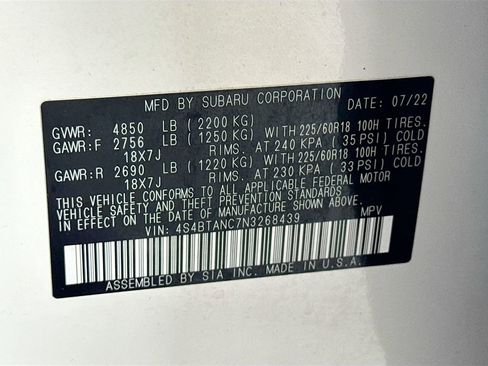 MFD BY SUBARU CORPORATION DATE: 07/22
GVWR: 4850 LB (2200 KG)
GAWR:F 2756 LB (1250 KG) WITH 225/60R18 100H TIRES.
18X7J RIMS. AT 240 KPA ( 35 PSI) COLD
GAWR:R 2690 LB (1220 KG) WITH 225/60R18 100H TIRES.
18X7J RIMS. AT 230 KPA ( 33 PSI) COLD
THIS VEHICLE CONFORMS TO ALL APPLICABLE FEDERAL MOTOR
VEHICLE SAFETY AND THEFT PREVENTION STANDARDS
IN EFFECT ON THE DATE OF MANUFACTURE SHOWN ABOVE.
VIN: 4S4BTANC7N3268439 MPV
ASSEMBLED BY SIA INC. MADE IN U.S.A.